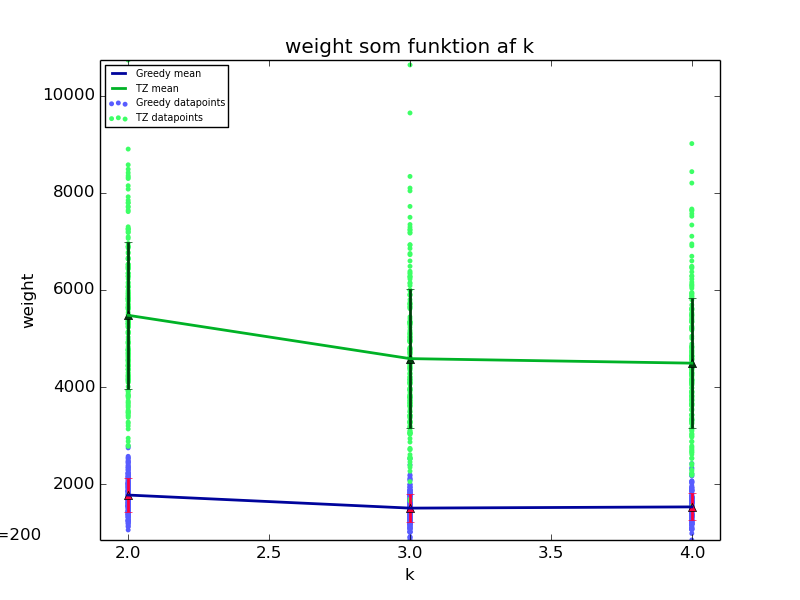 weight som funktion af k
Greedy mean
TZ mean
Greedy datapoints
TZ datapoints
10000
8000
6000
4000
2000
weight
=200
2.0 2.5 3.0 3.5 4.0
k